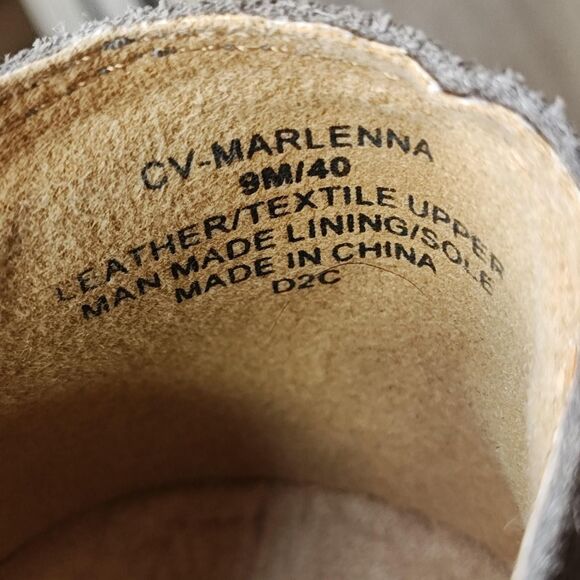 CV-MARLENNA
9M/40
LEATHER/TEXTILE UPPER
MAN MADE LINING/SOLE
MADE IN CHINA
D2C